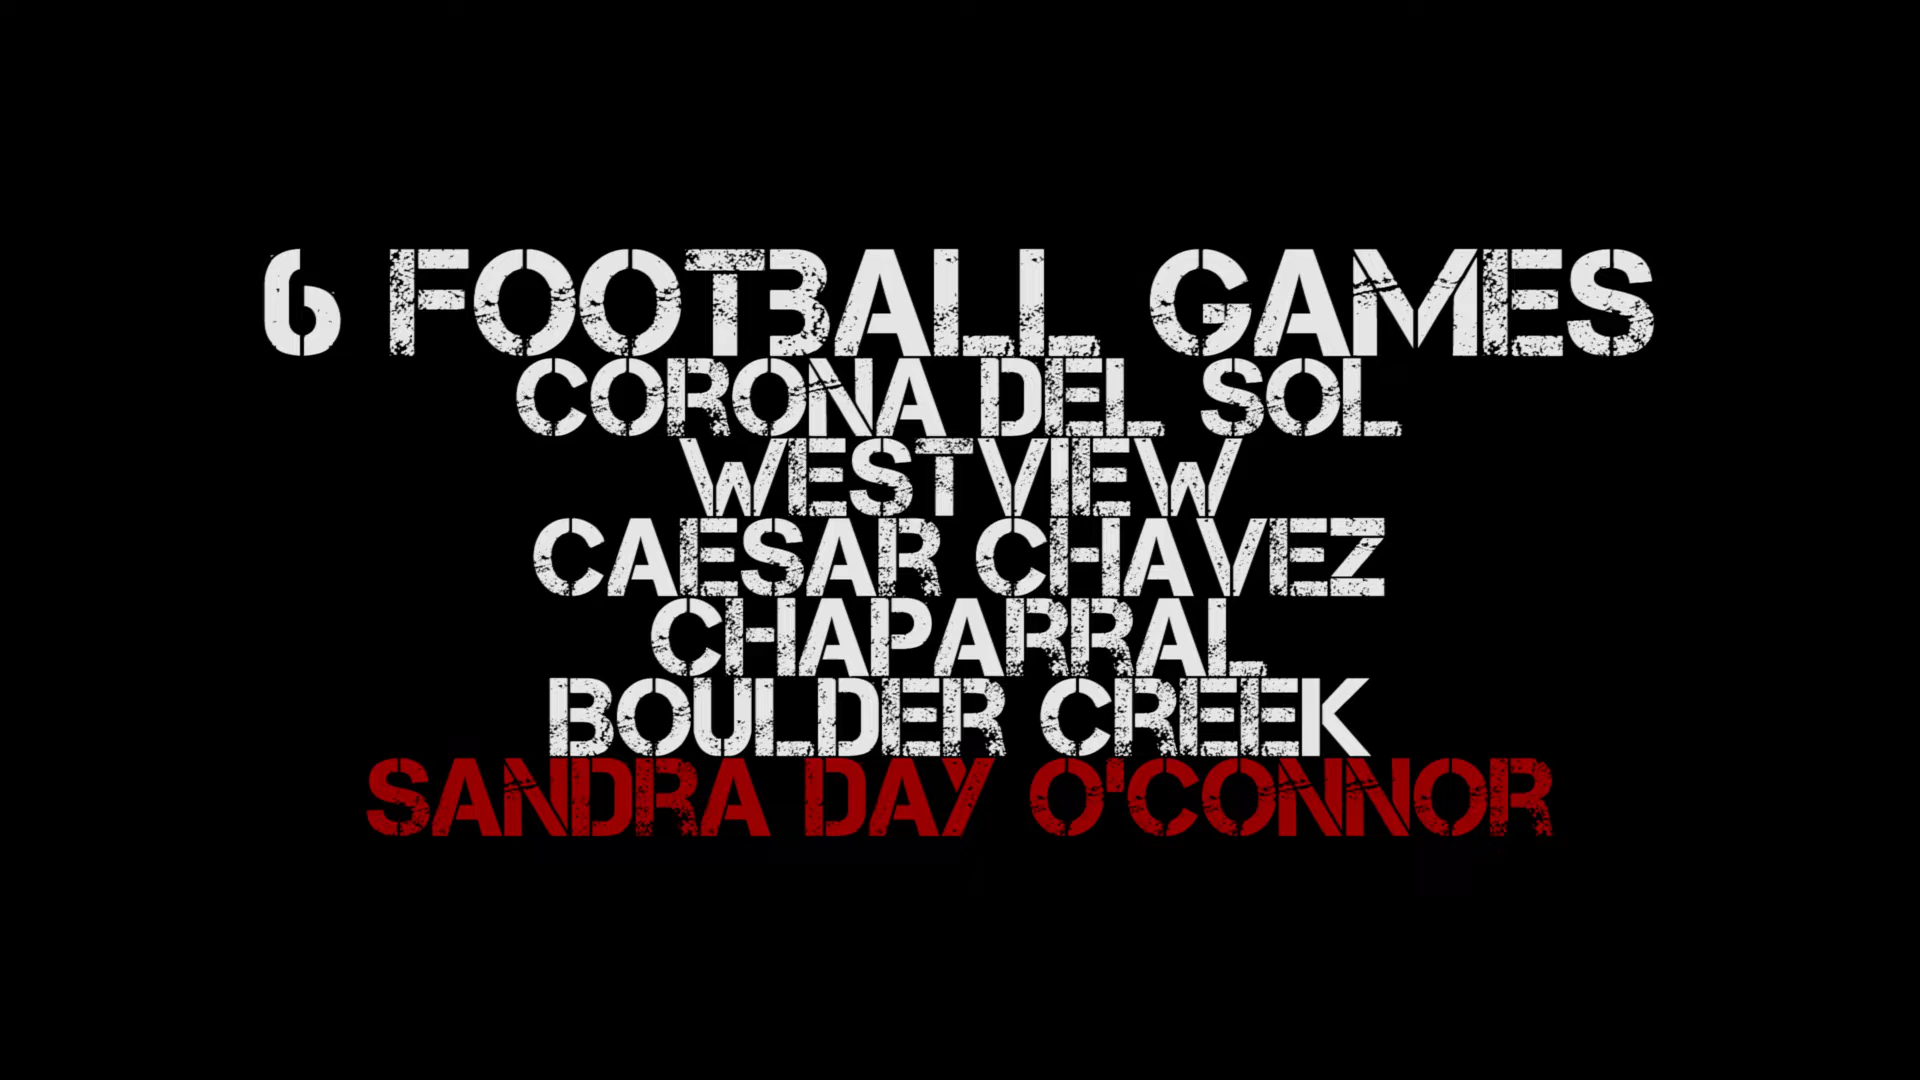 6 FOOTBALL GAMES
CORONA DEL SOL
WESTVIEW
CAESAR CHAVEZ
CHAPARRAL
BOULDER CREEK
SANDRA DAY O'CONNOR